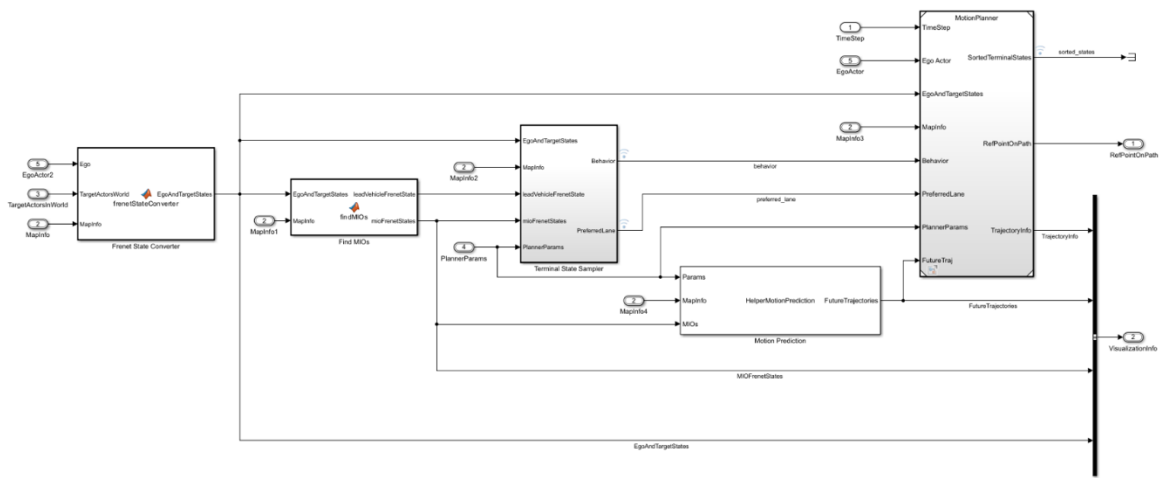 MotionPlanner
1
TimeStep
TimeStep
SortedTerminalStates
sorted_states
5
EgoActor
Ego Actor
EgoAndTargetStates
2
MapInfo3
MapInfo
RefPointOnPath
1
RefPointOnPath
Behavior
PreferredLane
PlannerParams
TrajectoryInfo
TrajectoryInfo
FutureTraj
5
EgoActor2
Ego
3
TargetActorsInWorld
TargetActorsWorld
frenetStateConverter
EgoAndTargetStates
2
MapInfo
MapInfo
Frenet State Converter
EgoAndTargetStates
leadVehicleFrenetState
findMIOs
2
MapInfo1
MapInfo
mioFrenetStates
Find MIOs
EgoAndTargetStates
2
MapInfo2
MapInfo
Behavior
behavior
leadVehicleFrenetState
preferred_lane
mioFrenetStates
PreferredLane
4
PlannerParams
PlannerParams
Terminal State Sampler
Params
2
MapInfo4
MapInfo
HelperMotionPrediction
FutureTrajectories
FutureTrajectories
MIOs
Motion Prediction
2
VisualizationInfo
MIOFrenetStates
EgoAndTargetStates